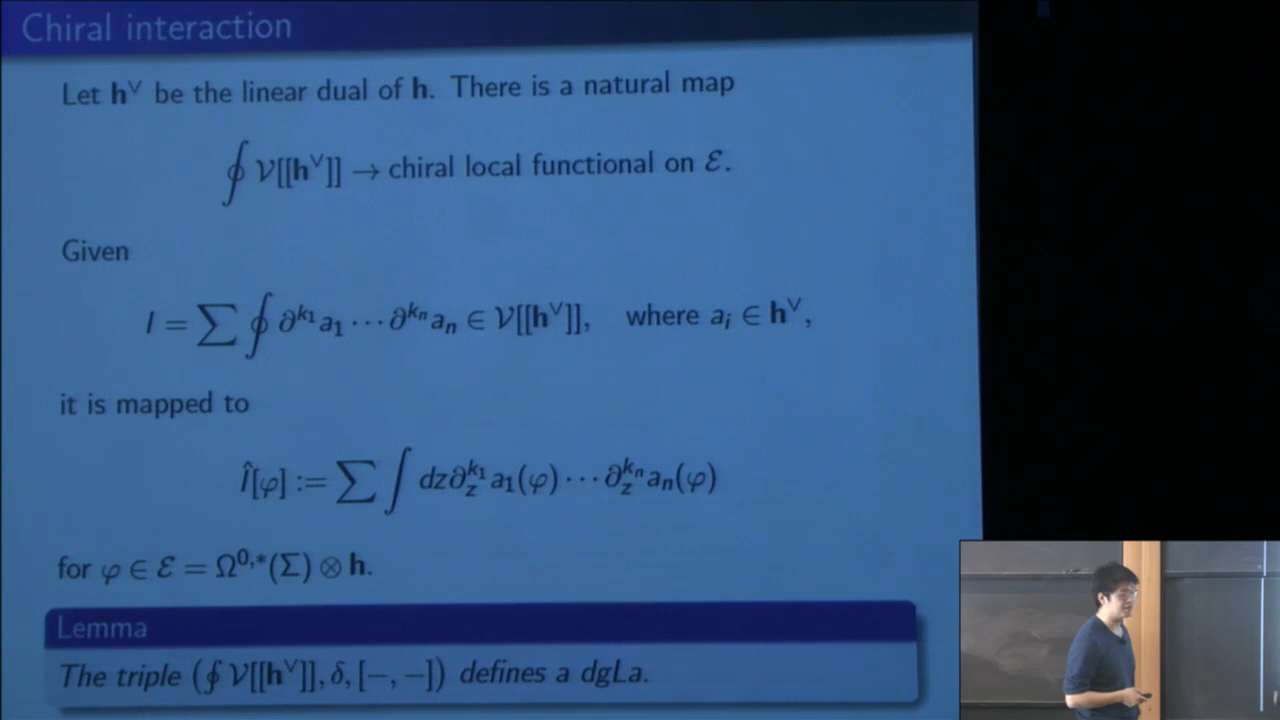 Chiral interaction
Let h^∨ be the linear dual of h. There is a natural map
∮ 𝒱[[h^∨]] → chiral local functional on ℰ.
Given
I = ∑ ∮ ∂^{k_1} a_1 ⋯ ∂^{k_n} a_n ∈ 𝒱[[h^∨]], where a_i ∈ h^∨,
it is mapped to
Î[φ] := ∑ ∫ dz∂_z^{k_1} a_1(φ) ⋯ ∂_z^{k_n} a_n(φ)
for φ ∈ ℰ = Ω^{0,*}(Σ) ⊗ h.
Lemma
The triple (∮ 𝒱[[h^∨]], δ, [−, −]) defines a dgLa.